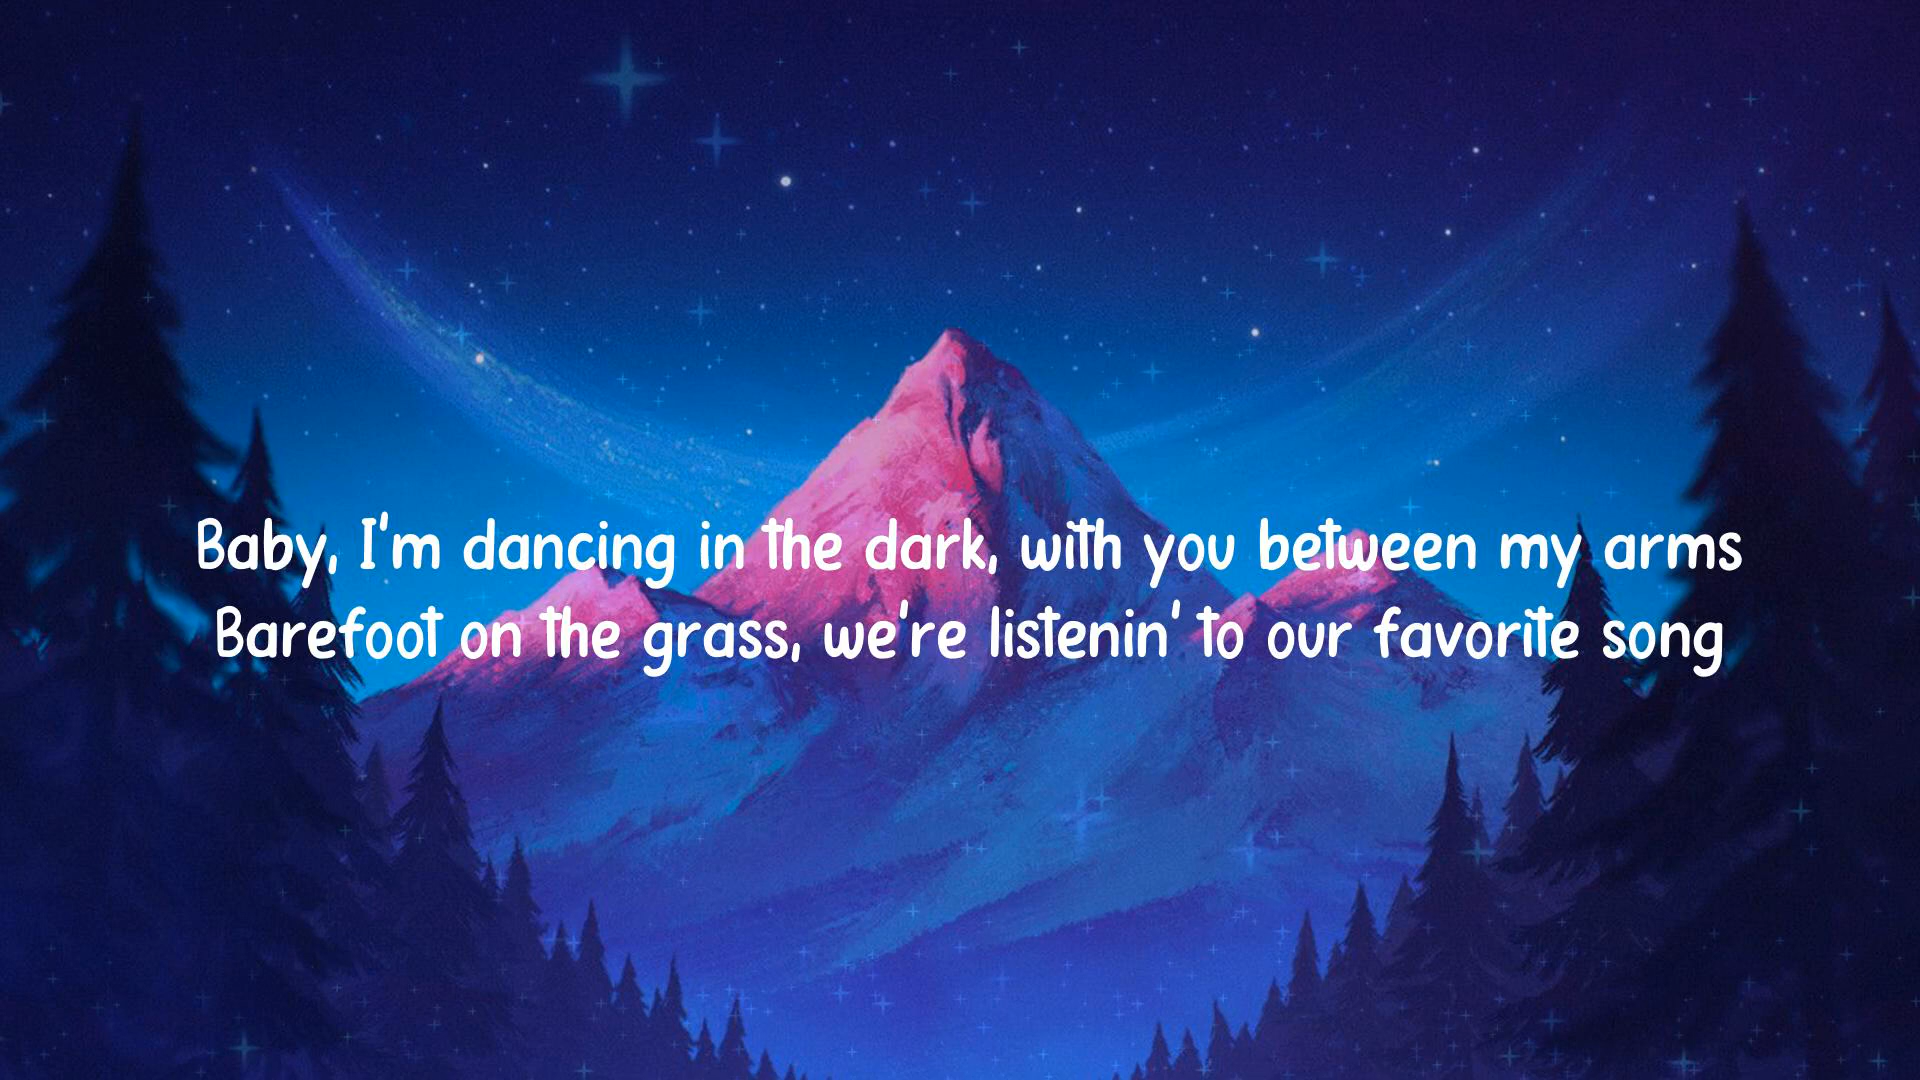 Baby, I'm dancing in the dark, with you between my arms
Barefoot on the grass, we're listenin' to our favorite song